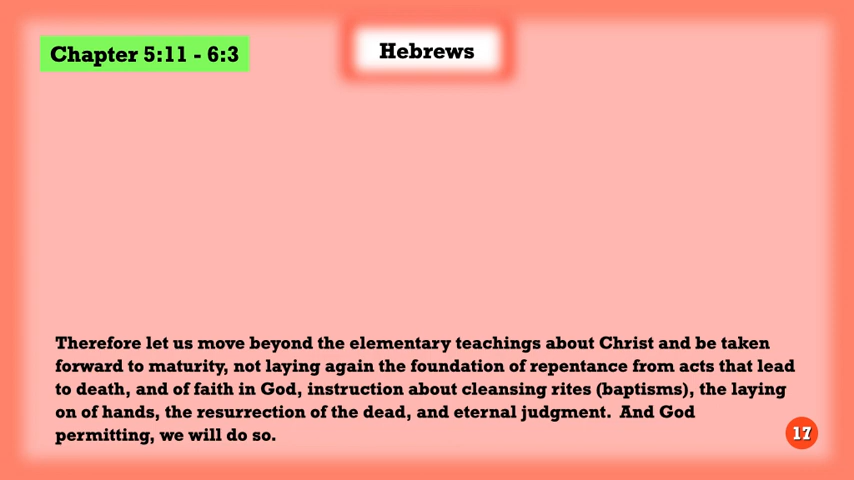 Chapter 5:11 - 6:3
Hebrews
Therefore let us move beyond the elementary teachings about Christ and be taken
forward to maturity, not laying again the foundation of repentance from acts that lead
to death, and of faith in God, instruction about cleansing rites (baptisms), the laying
on of hands, the resurrection of the dead, and eternal judgment.  And God
permitting, we will do so.
17